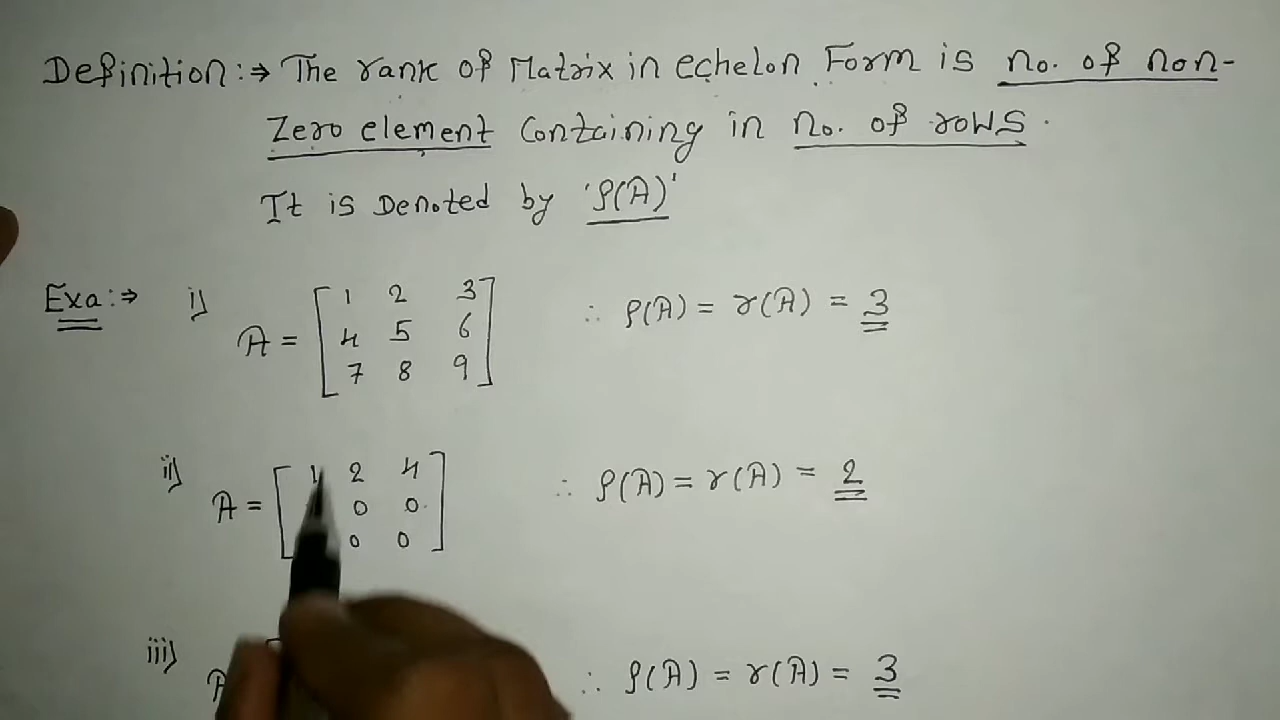 Definition:⇒ The rank of Matrix in echelon Form is no. of non-
Zero element Containing in no. of rows.
It is Denoted by 'ρ(A)'
Exa:⇒ i)
A = [1 2 3
4 5 6
7 8 9]
∴ ρ(A) = r(A) = 3
ii)
A = [1 2 4
0 0
0 0]
∴ ρ(A) = r(A) = 2
iii)
A
∴ ρ(A) = r(A) = 3